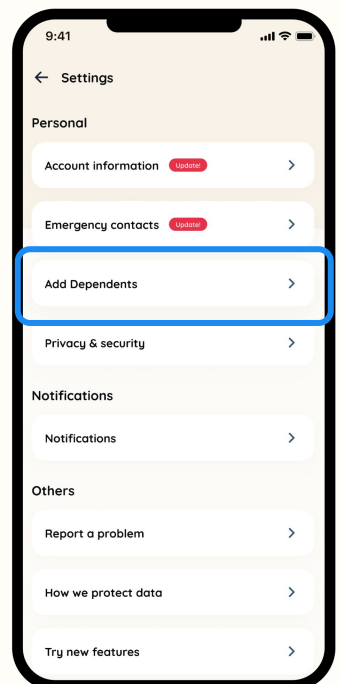 9:41
Settings
Personal
Account information Update!
Emergency contacts Update!
Add Dependents
Privacy & security
Notifications
Notifications
Others
Report a problem
How we protect data
Try new features